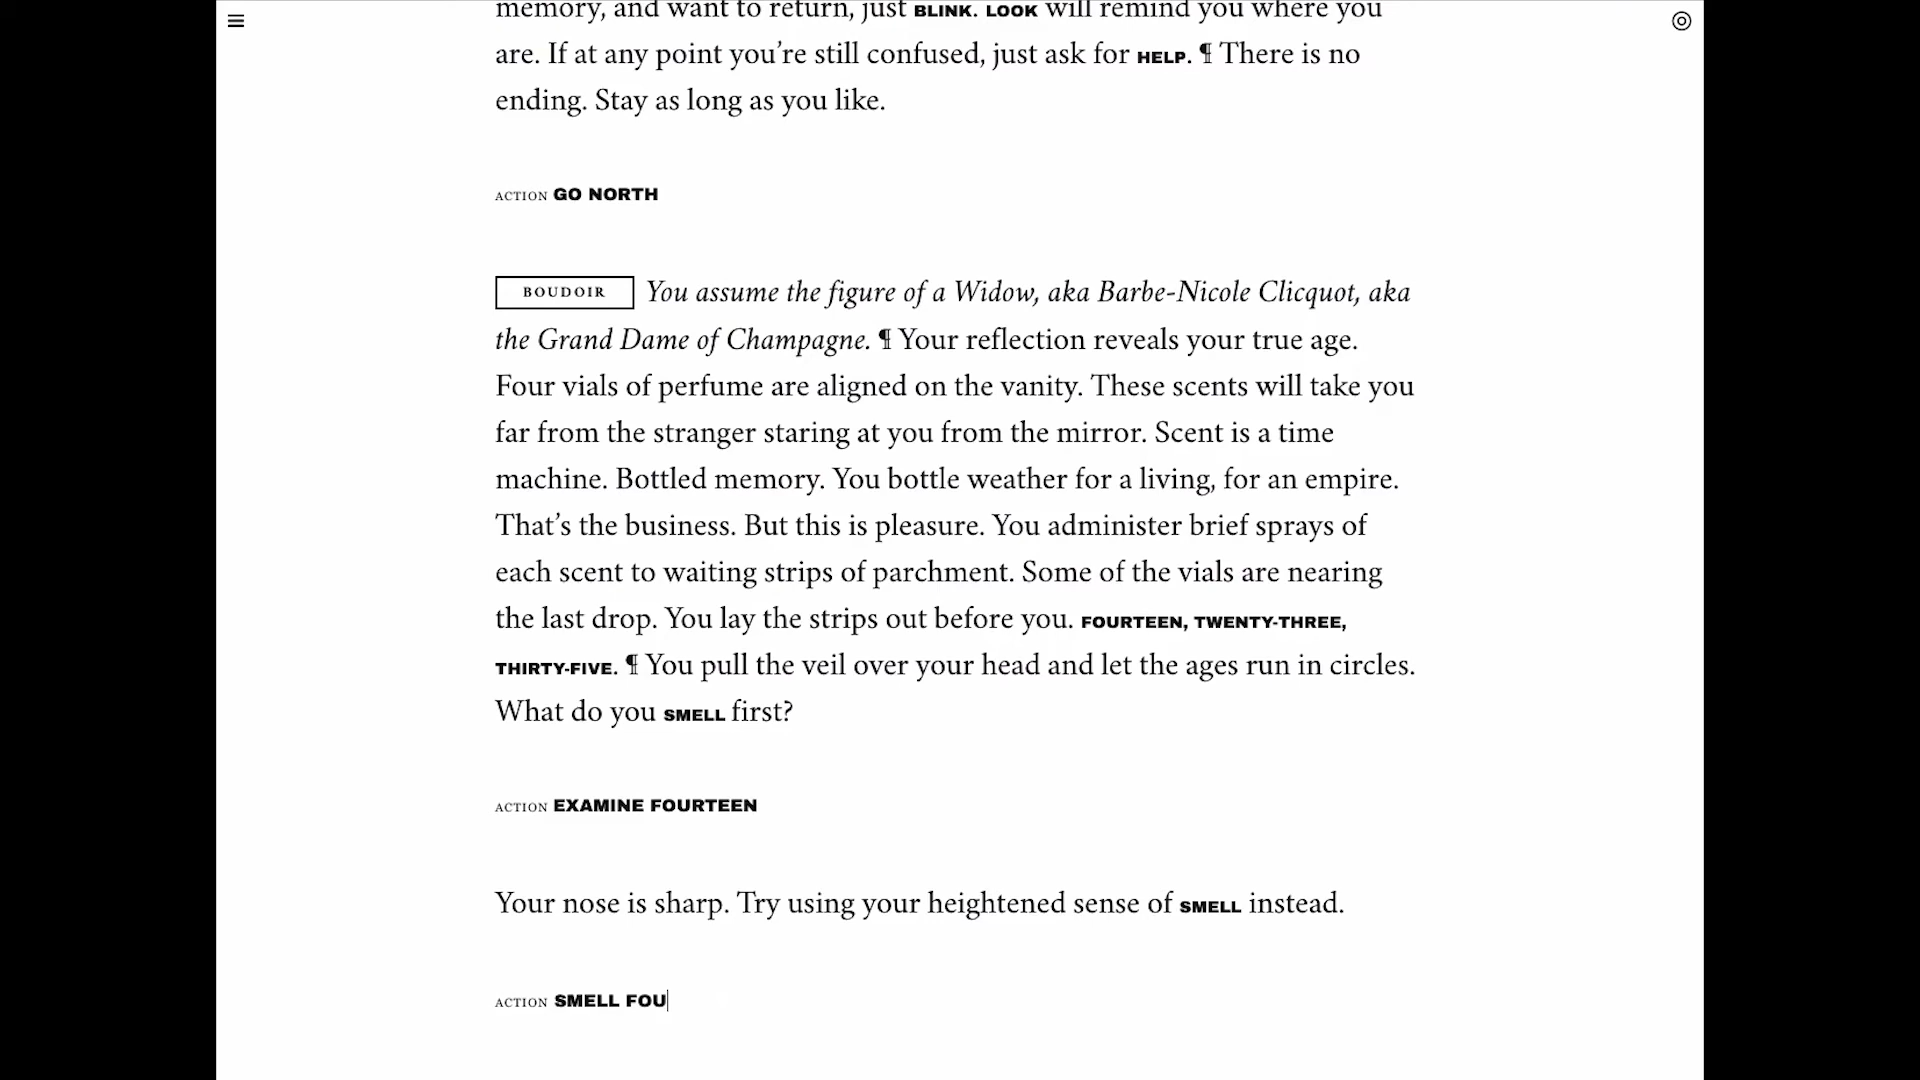 memory, and want to return, just BLINK. LOOK will remind you where you
are. If at any point you’re still confused, just ask for HELP. ¶ There is no
ending. Stay as long as you like.
ACTION GO NORTH
BOUDOIR You assume the figure of a Widow, aka Barbe-Nicole Clicquot, aka
the Grand Dame of Champagne. ¶ Your reflection reveals your true age.
Four vials of perfume are aligned on the vanity. These scents will take you
far from the stranger staring at you from the mirror. Scent is a time
machine. Bottled memory. You bottle weather for a living, for an empire.
That’s the business. But this is pleasure. You administer brief sprays of
each scent to waiting strips of parchment. Some of the vials are nearing
the last drop. You lay the strips out before you. FOURTEEN, TWENTY-THREE,
THIRTY-FIVE. ¶ You pull the veil over your head and let the ages run in circles.
What do you SMELL first?
ACTION EXAMINE FOURTEEN
Your nose is sharp. Try using your heightened sense of SMELL instead.
ACTION SMELL FOU